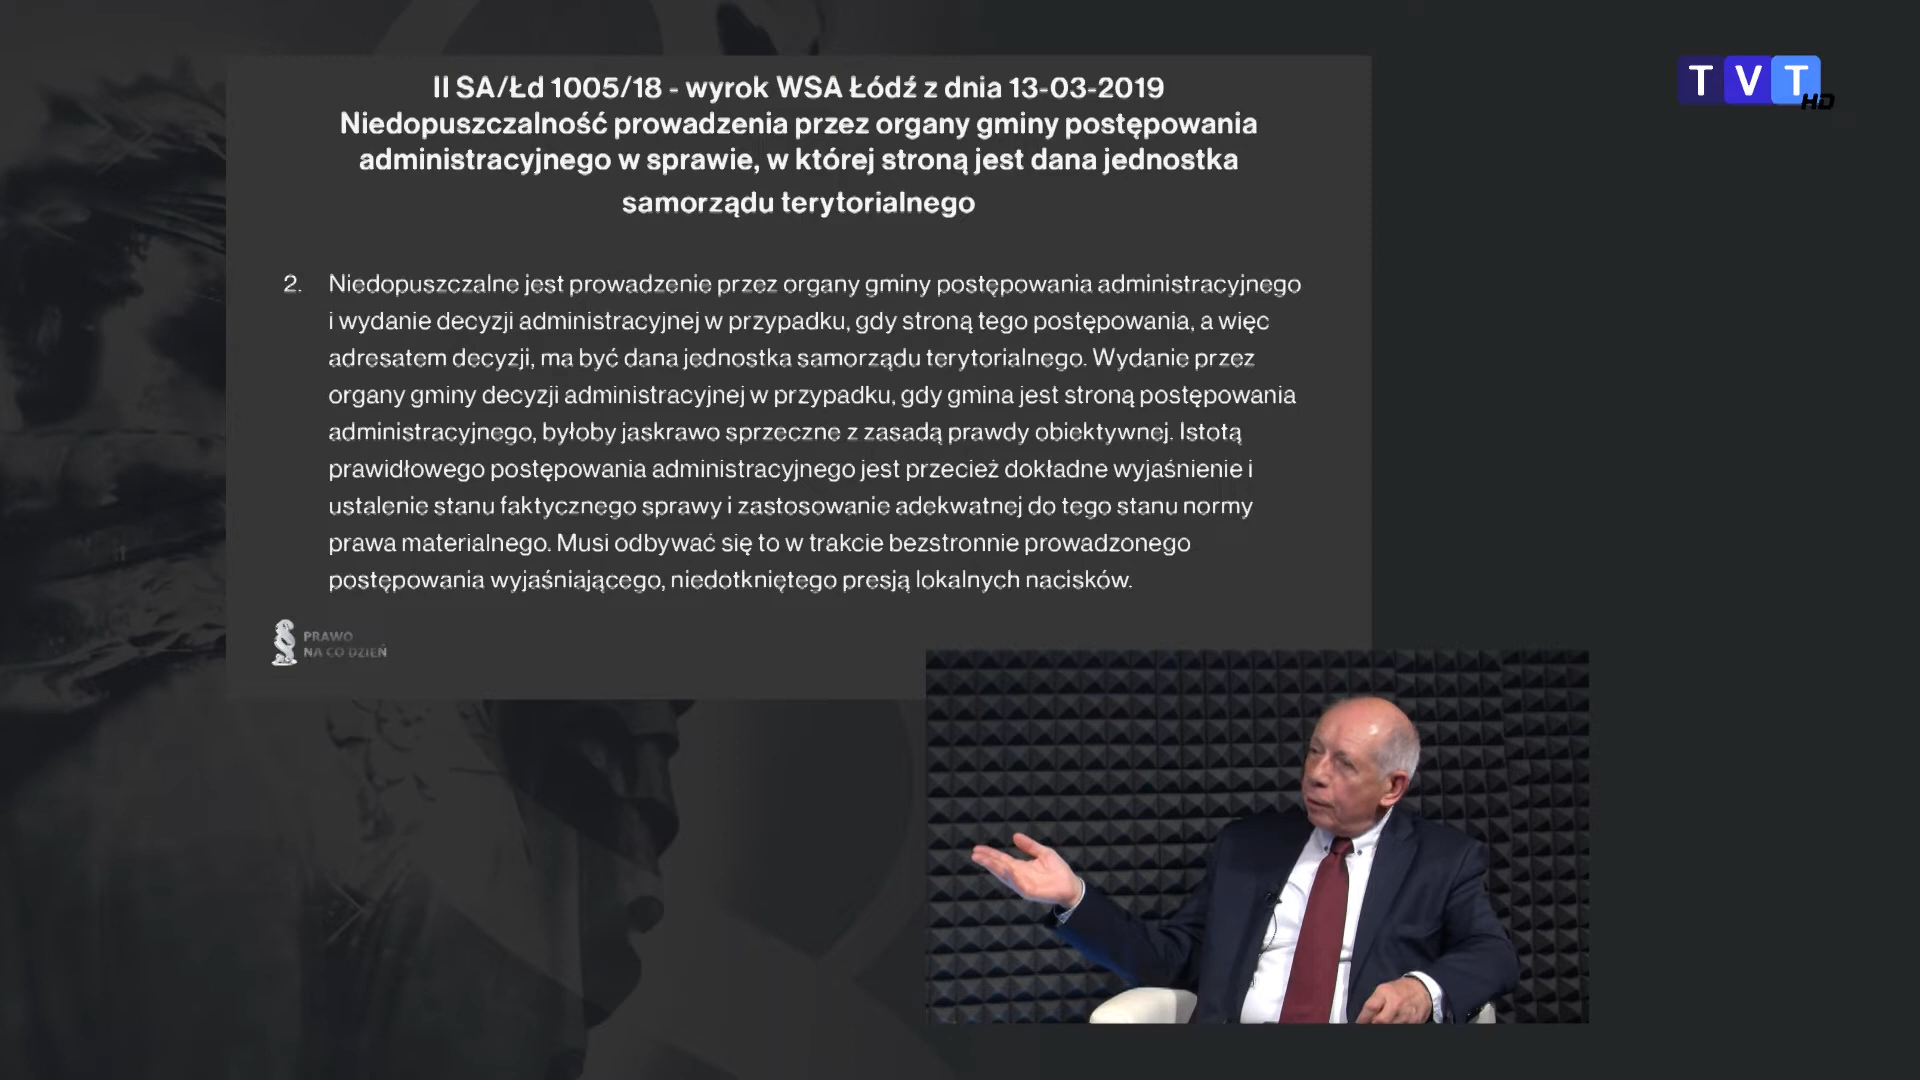 II SA/Łd 1005/18 - wyrok WSA Łódź z dnia 13-03-2019
Niedopuszczalność prowadzenia przez organy gminy postępowania
administracyjnego w sprawie, w której stroną jest dana jednostka
samorządu terytorialnego
2. Niedopuszczalne jest prowadzenie przez organy gminy postępowania administracyjnego
i wydanie decyzji administracyjnej w przypadku, gdy stroną tego postępowania, a więc
adresatem decyzji, ma być dana jednostka samorządu terytorialnego. Wydanie przez
organy gminy decyzji administracyjnej w przypadku, gdy gmina jest stroną postępowania
administracyjnego, byłoby jaskrawo sprzeczne z zasadą prawdy obiektywnej. Istotą
prawidłowego postępowania administracyjnego jest przecież dokładne wyjaśnienie i
ustalenie stanu faktycznego sprawy i zastosowanie adekwatnej do tego stanu normy
prawa materialnego. Musi odbywać się to w trakcie bezstronnie prowadzonego
postępowania wyjaśniającego, niedotkniętego presją lokalnych nacisków.
PRAWO
NA CO DZIEŃ
TVT
HD